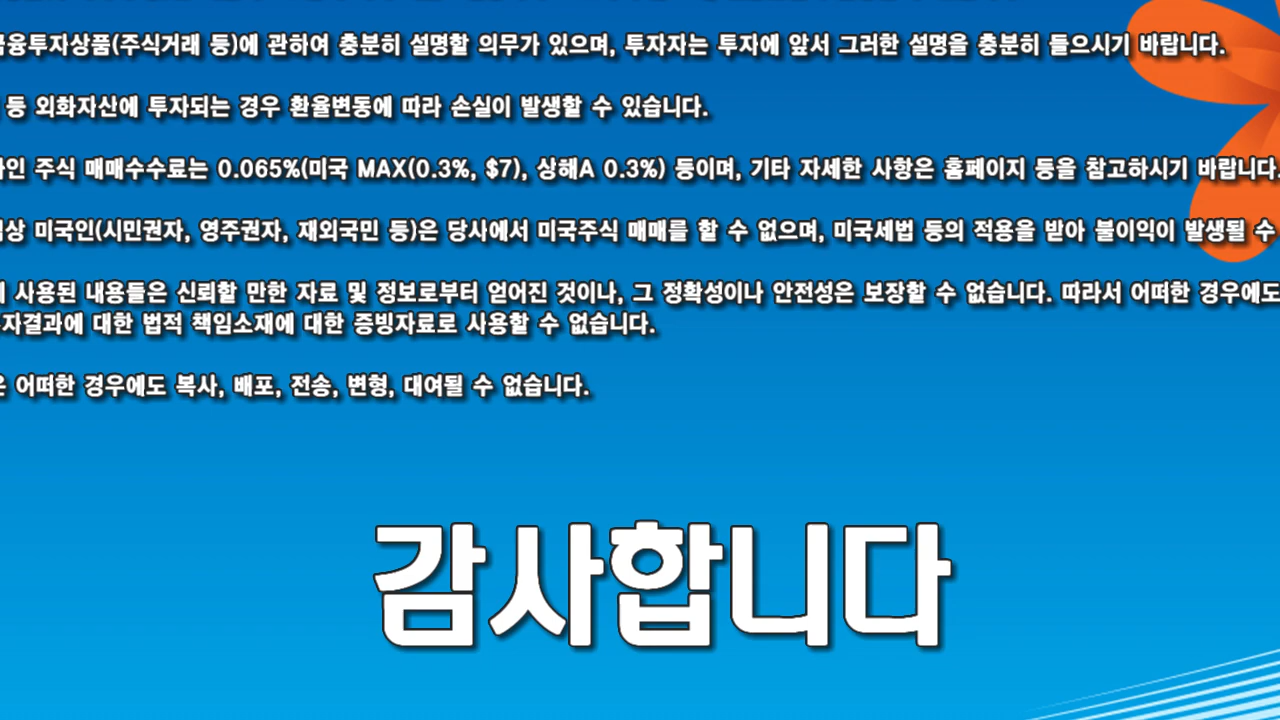 금융투자상품(주식거래 등)에 관하여 충분히 설명할 의무가 있으며, 투자자는 투자에 앞서 그러한 설명을 충분히 들으시기 바랍니다.
등 외화자산에 투자되는 경우 환율변동에 따라 손실이 발생할 수 있습니다.
주식 매매수수료는 0.065%(미국 MAX(0.3%, $7), 상해A 0.3%) 등이며, 기타 자세한 사항은 홈페이지 등을 참고하시기 바랍니다.
미국인(시민권자, 영주권자, 재외국민 등)은 당사에서 미국주식 매매를 할 수 없으며, 미국세법 등의 적용을 받아 불이익이 발생될 수
사용된 내용들은 신뢰할 만한 자료 및 정보로부터 얻어진 것이나, 그 정확성이나 안전성은 보장할 수 없습니다. 따라서 어떠한 경우에도
자결과에 대한 법적 책임소재에 대한 증빙자료로 사용할 수 없습니다.
어떠한 경우에도 복사, 배포, 전송, 변형, 대여될 수 없습니다.
감사합니다